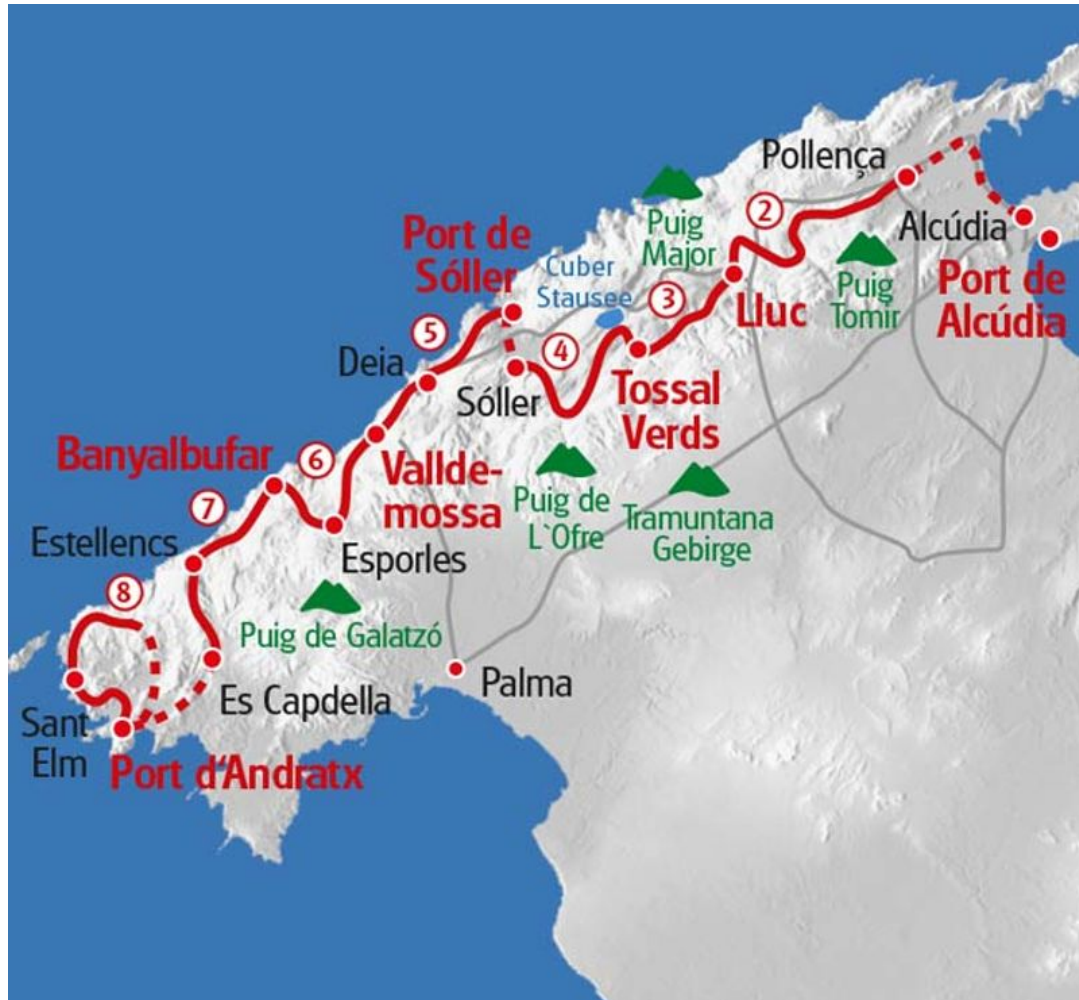 Pollença
2
Puig
Major
Alcúdia
Port de
Alcúdia
Puig
Tomir
Port de
Sóller
Cuber
Stausee
3
Lluc
5
4
Deia
Sóller
Tossal
Verds
Banyalbufar
6
Vallde-
mossa
Puig de
L`Ofre
Tramuntana
Gebirge
7
Estellencs
Esporles
8
Puig de Galatzó
Es Capdella
Palma
Sant
Elm
Port d'Andratx